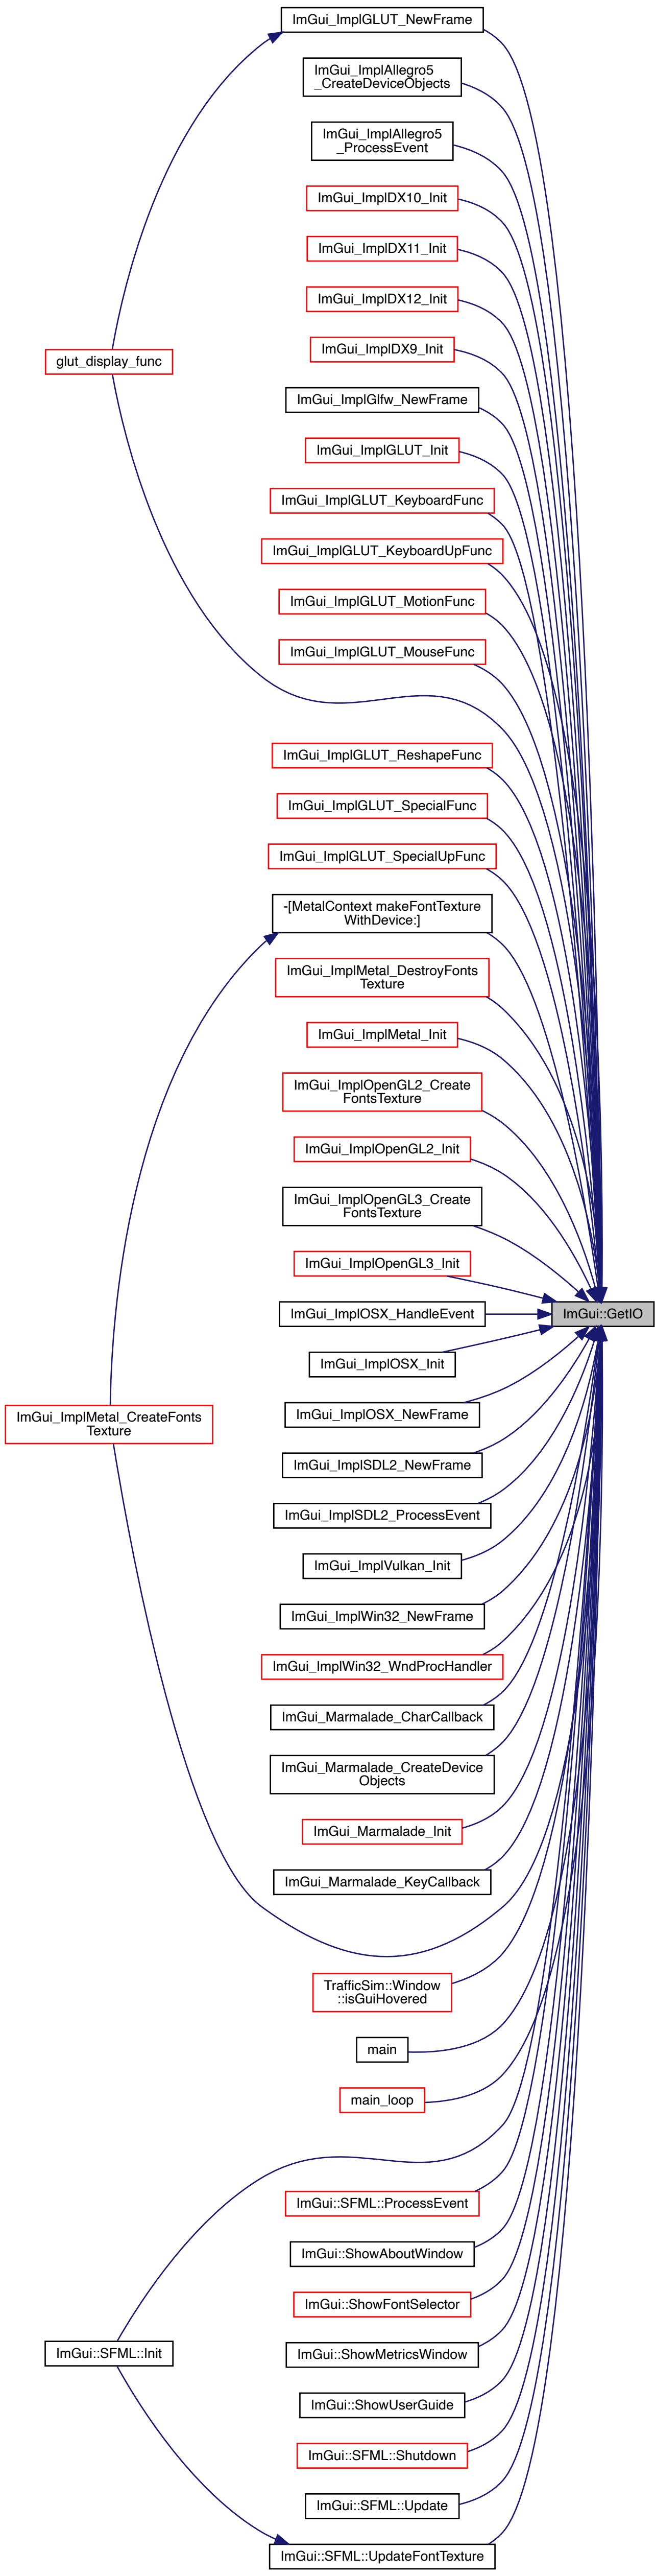 ImGui_ImplGLUT_NewFrame
ImGui_ImplAllegro5
_CreateDeviceObjects
ImGui_ImplAllegro5
_ProcessEvent
ImGui_ImplDX10_Init
ImGui_ImplDX11_Init
ImGui_ImplDX12_Init
ImGui_ImplDX9_Init
glut_display_func
ImGui_ImplGlfw_NewFrame
ImGui_ImplGLUT_Init
ImGui_ImplGLUT_KeyboardFunc
ImGui_ImplGLUT_KeyboardUpFunc
ImGui_ImplGLUT_MotionFunc
ImGui_ImplGLUT_MouseFunc
ImGui_ImplGLUT_ReshapeFunc
ImGui_ImplGLUT_SpecialFunc
ImGui_ImplGLUT_SpecialUpFunc
-[MetalContext makeFontTexture
WithDevice:]
ImGui_ImplMetal_DestroyFonts
Texture
ImGui_ImplMetal_Init
ImGui_ImplOpenGL2_Create
FontsTexture
ImGui_ImplOpenGL2_Init
ImGui_ImplOpenGL3_Create
FontsTexture
ImGui_ImplOpenGL3_Init
ImGui_ImplOSX_HandleEvent
ImGui::GetIO
ImGui_ImplOSX_Init
ImGui_ImplOSX_NewFrame
ImGui_ImplMetal_CreateFonts
Texture
ImGui_ImplSDL2_NewFrame
ImGui_ImplSDL2_ProcessEvent
ImGui_ImplVulkan_Init
ImGui_ImplWin32_NewFrame
ImGui_ImplWin32_WndProcHandler
ImGui_Marmalade_CharCallback
ImGui_Marmalade_CreateDevice
Objects
ImGui_Marmalade_Init
ImGui_Marmalade_KeyCallback
TrafficSim::Window
::isGuiHovered
main
main_loop
ImGui::SFML::ProcessEvent
ImGui::ShowAboutWindow
ImGui::ShowFontSelector
ImGui::SFML::Init
ImGui::ShowMetricsWindow
ImGui::ShowUserGuide
ImGui::SFML::Shutdown
ImGui::SFML::Update
ImGui::SFML::UpdateFontTexture